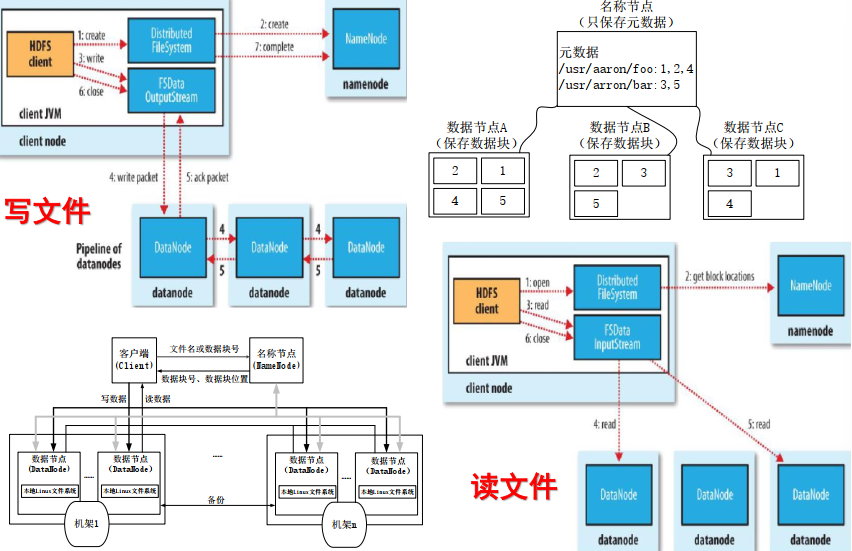 HDFS
client
1: create
3: write
6: close
Distributed
FileSystem
FSData
OutputStream
client JVM
client node
2: create
7: complete
NameNode
namenode
4: write packet
5: ack packet
写文件
Pipeline of
datanodes
DataNode
4
5
DataNode
4
5
DataNode
datanode
datanode
datanode
名称节点
(只保存元数据)
元数据
/usr/aaron/foo:1,2,4
/usr/arron/bar:3,5
数据节点A
(保存数据块)
2
1
4
5
数据节点B
(保存数据块)
2
3
5
数据节点C
(保存数据块)
3
1
4
HDFS
client
1: open
3: read
6: close
Distributed
FileSystem
FSData
InputStream
client JVM
client node
2: get block locations
NameNode
namenode
4: read
5: read
读文件
DataNode
DataNode
DataNode
datanode
datanode
datanode
客户端
(Client)
文件名或数据块号
数据块号、数据块位置
名称节点
(NameNode)
写数据
读数据
数据节点
(DataNode)
本地Linux文件系统
......
数据节点
(DataNode)
本地Linux文件系统
机架1
......
备份
数据节点
(DataNode)
本地Linux文件系统
......
数据节点
(DataNode)
本地Linux文件系统
机架n